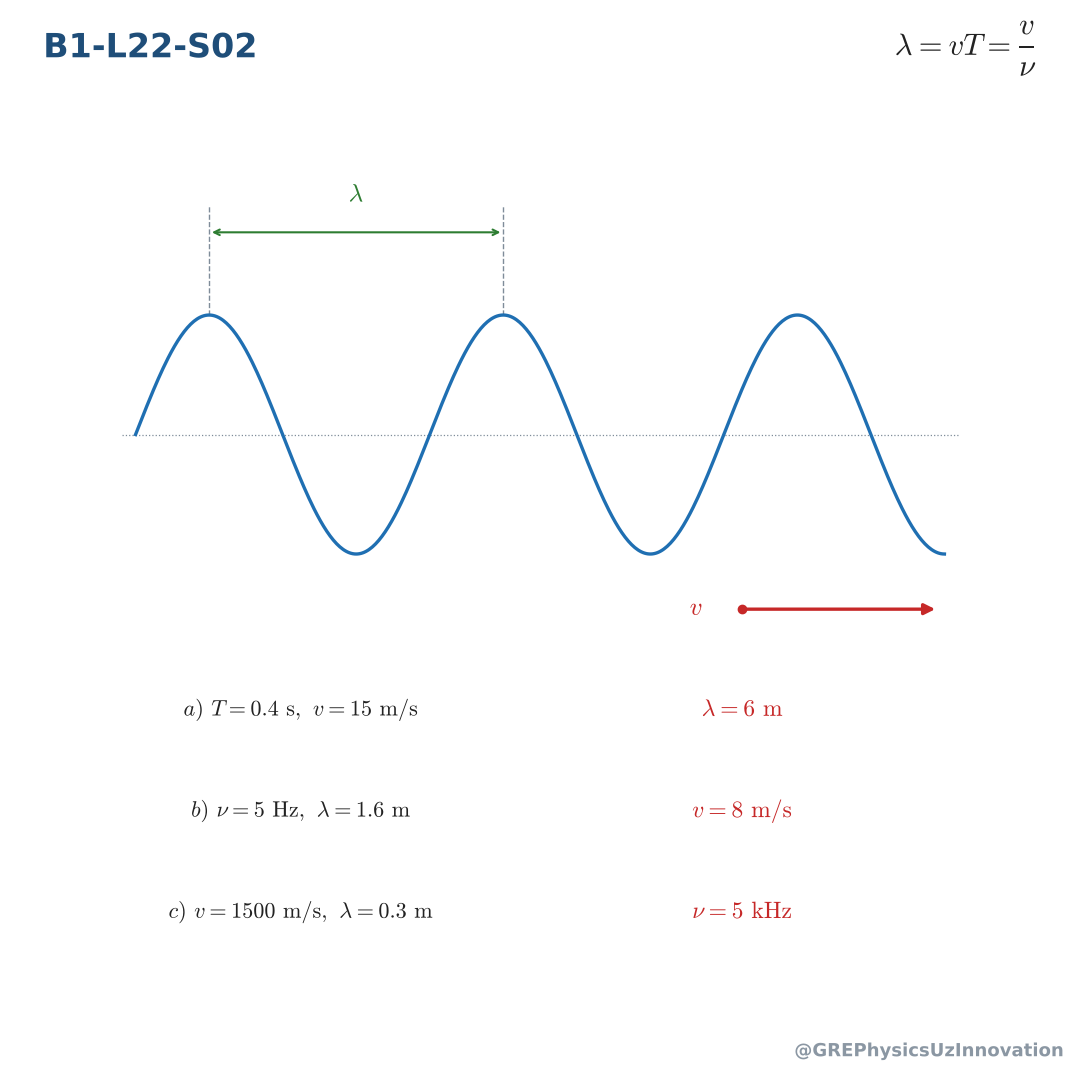 B1-L22-S02
λ = vT = v/ν
λ
v
a) T = 0.4 s, v = 15 m/s
λ = 6 m
b) ν = 5 Hz, λ = 1.6 m
v = 8 m/s
c) v = 1500 m/s, λ = 0.3 m
ν = 5 kHz
@GREPhysicsUzInnovation